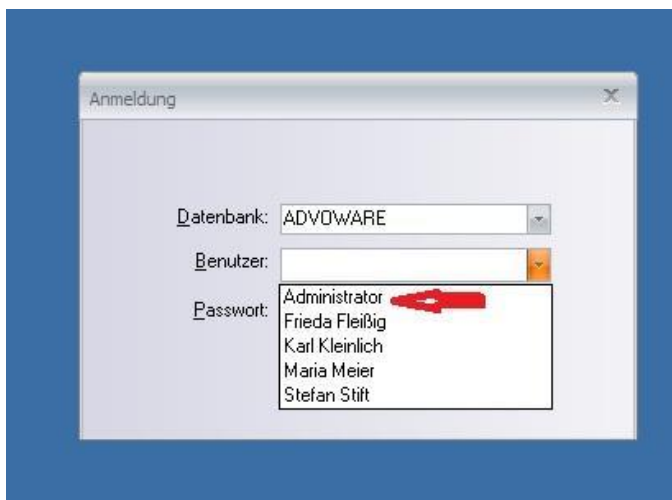 Anmeldung
Datenbank: ADVOWARE
Benutzer:
Passwort:
Administrator
Frieda Fleißig
Karl Kleinlich
Maria Meier
Stefan Stift